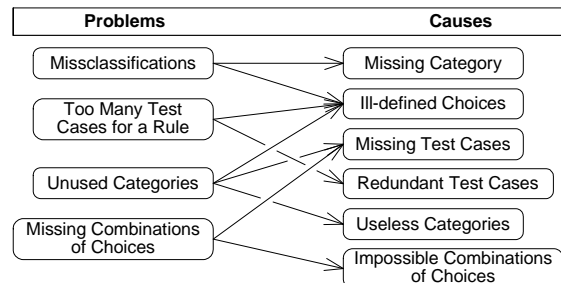 Problems Causes
Missclassifications
Missing Category
Too Many Test
Cases for a Rule
Ill-defined Choices
Missing Test Cases
Unused Categories
Redundant Test Cases
Missing Combinations
of Choices
Useless Categories
Impossible Combinations
of Choices